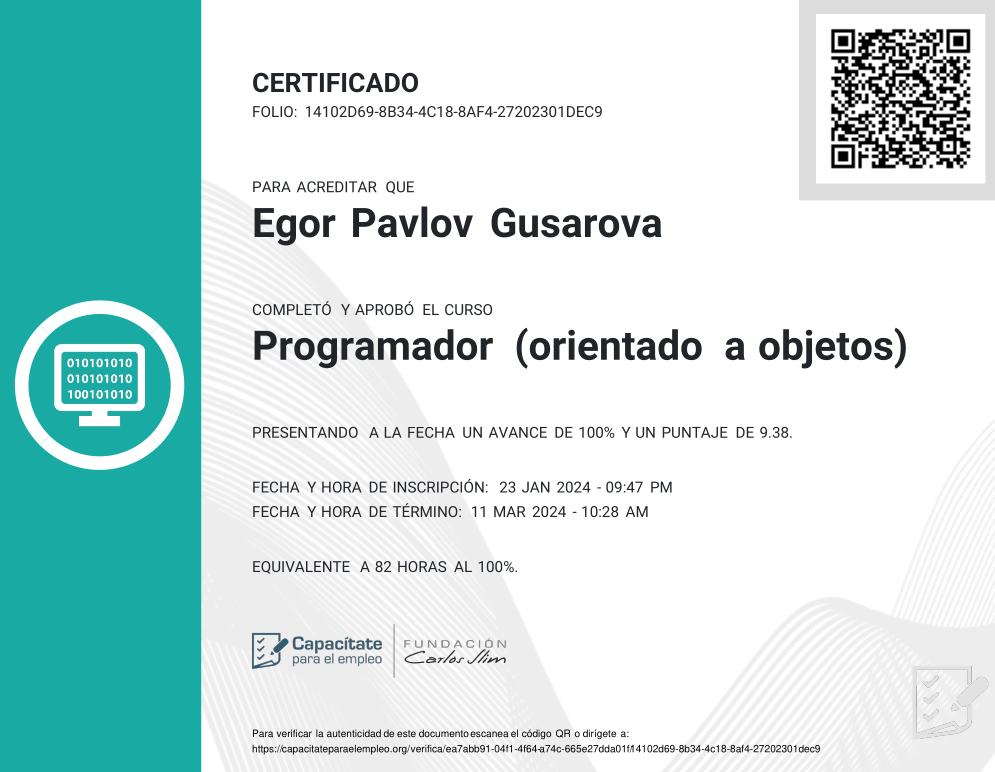 CERTIFICADO
FOLIO: 14102D69-8B34-4C18-8AF4-27202301DEC9
PARA ACREDITAR QUE
Egor Pavlov Gusarova
COMPLETÓ Y APROBÓ EL CURSO
Programador (orientado a objetos)
010101010
010101010
100101010
PRESENTANDO A LA FECHA UN AVANCE DE 100% Y UN PUNTAJE DE 9.38.
FECHA Y HORA DE INSCRIPCIÓN: 23 JAN 2024 - 09:47 PM
FECHA Y HORA DE TÉRMINO: 11 MAR 2024 - 10:28 AM
EQUIVALENTE A 82 HORAS AL 100%.
Capacítate
para el empleo
FUNDACIÓN
Carlos Slim
Para verificar la autenticidad de este documento escanea el código QR o dirígete a:
https://capacitateparaelempleo.org/verifica/ea7abb91-04f1-4f64-a74c-665e27dda01f/14102d69-8b34-4c18-8af4-27202301dec9